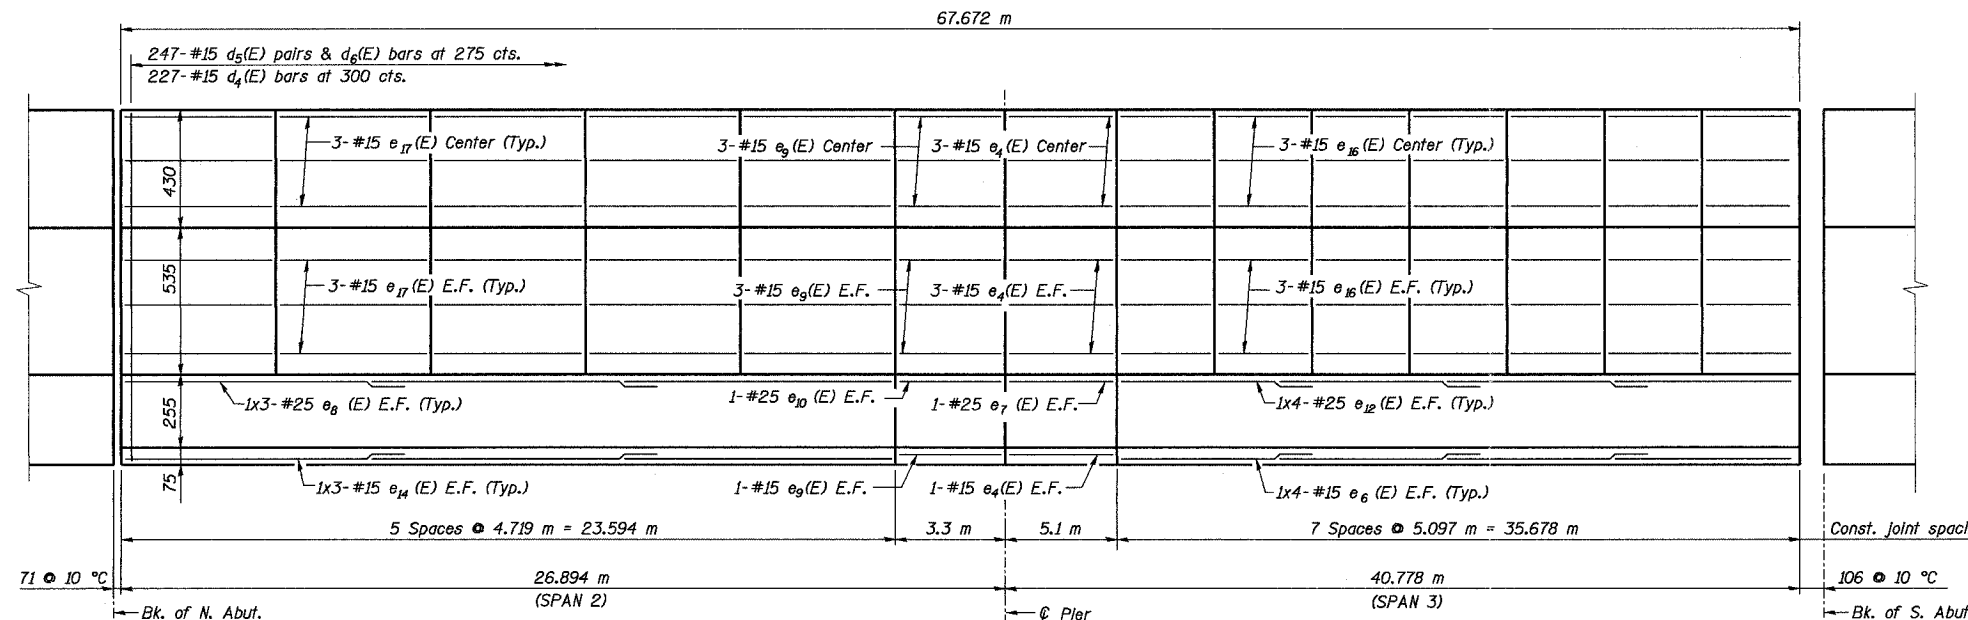 67.672 m
247-#15 d5(E) pairs & d6(E) bars at 275 cts.
227-#15 d4(E) bars at 300 cts.
3-#15 e17(E) Center (Typ.)
3-#15 e9(E) Center
3-#15 e4(E) Center
3-#15 e16(E) Center (Typ.)
430
3-#15 e17(E) E.F. (Typ.)
3-#15 e9(E) E.F.
3-#15 e4(E) E.F.
3-#15 e16(E) E.F. (Typ.)
535
1x3-#25 e8 (E) E.F. (Typ.)
1-#25 e10 (E) E.F.
1-#25 e7 (E) E.F.
1x4-#25 e12(E) E.F. (Typ.)
255
1x3-#15 e14 (E) E.F. (Typ.)
1-#15 e9(E) E.F.
1-#15 e4(E) E.F.
1x4-#15 e6 (E) E.F. (Typ.)
75
5 Spaces @ 4.719 m = 23.594 m
3.3 m
5.1 m
7 Spaces @ 5.097 m = 35.678 m
Const. joint spaci
71 @ 10 °C
26.894 m
(SPAN 2)
40.778 m
(SPAN 3)
106 @ 10 °C
Bk. of N. Abut.
℄ Pier
Bk. of S. Abut